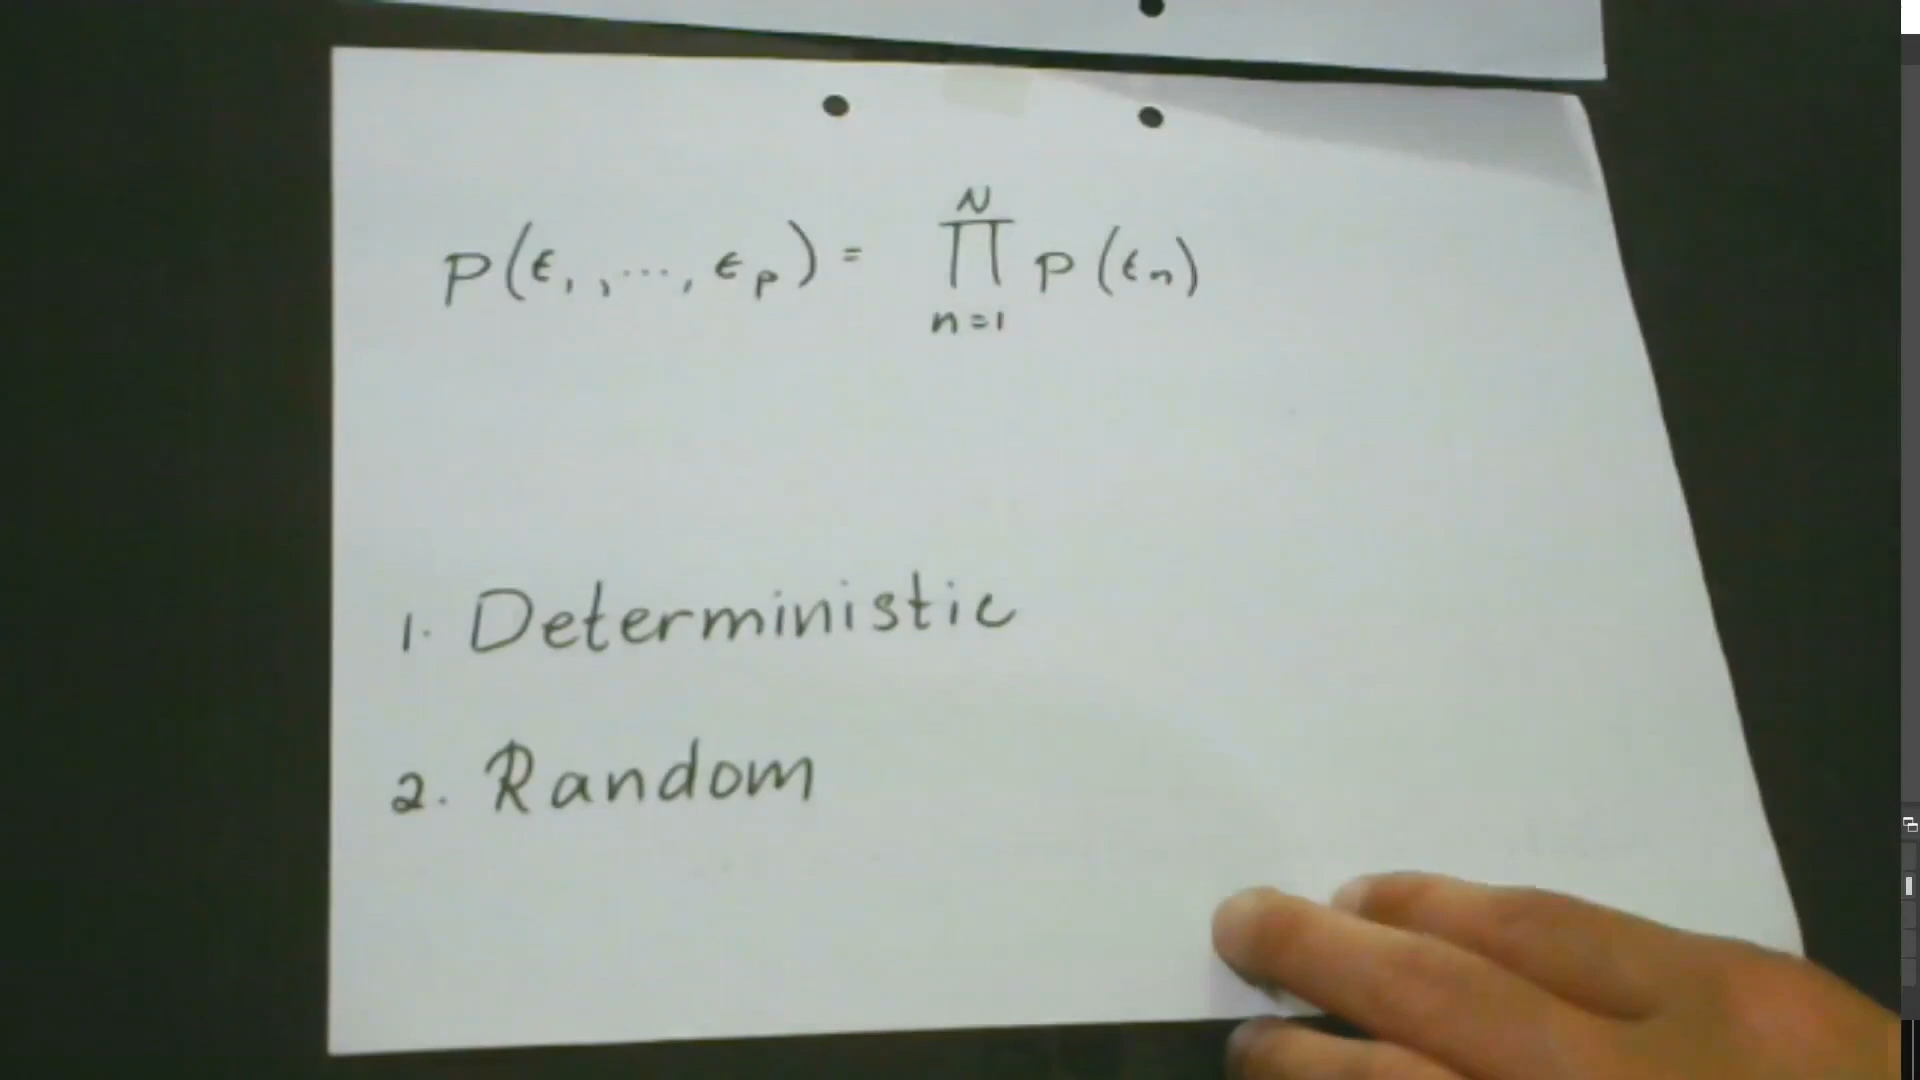 p(ϵ₁, ..., ϵₚ) = ∏ₙ₌₁ᴺ p(ϵₙ)
1. Deterministic
2. Random